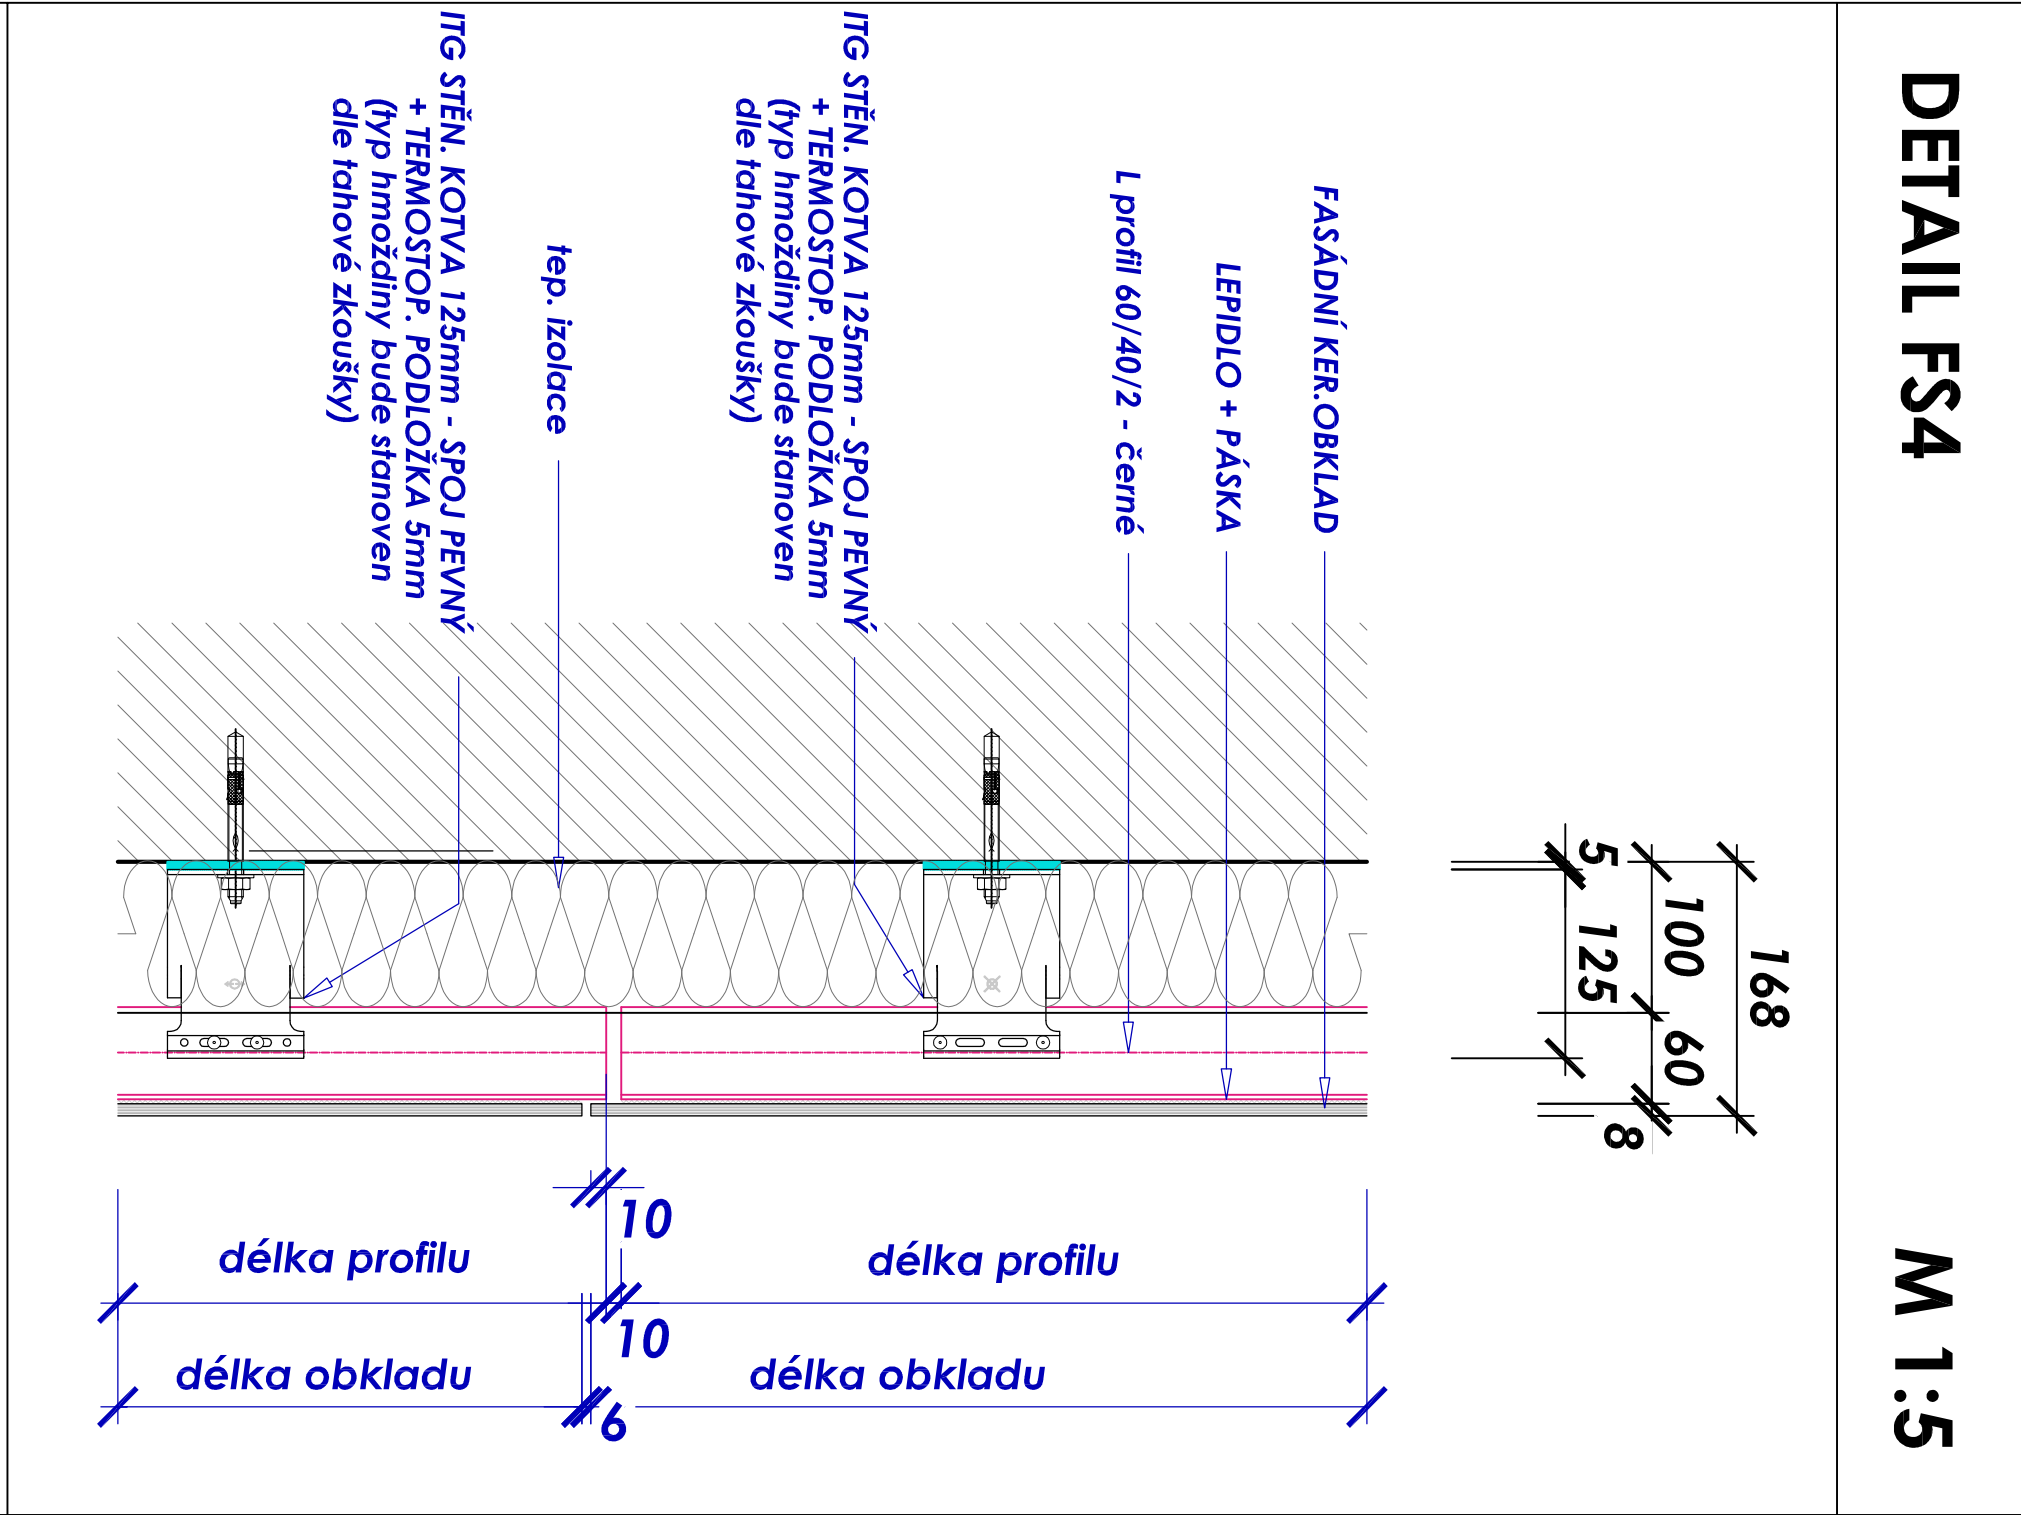 DETAIL FS4
M 1:5
FASÁDNÍ KER.OBKLAD
LEPIDLO + PÁSKA
L profil 60/40/2 - černé
ITG STĚN. KOTVA 125mm - SPOJ PEVNÝ
+ TERMOSTOP. PODLOŽKA 5mm
(typ hmoždiny bude stanoven
dle tahové zkoušky)
tep. izolace
ITG STĚN. KOTVA 125mm - SPOJ PEVNÝ
+ TERMOSTOP. PODLOŽKA 5mm
(typ hmoždiny bude stanoven
dle tahové zkoušky)
168
100
60
8
5
125
10
délka profilu
délka profilu
10
délka obkladu
délka obkladu
6